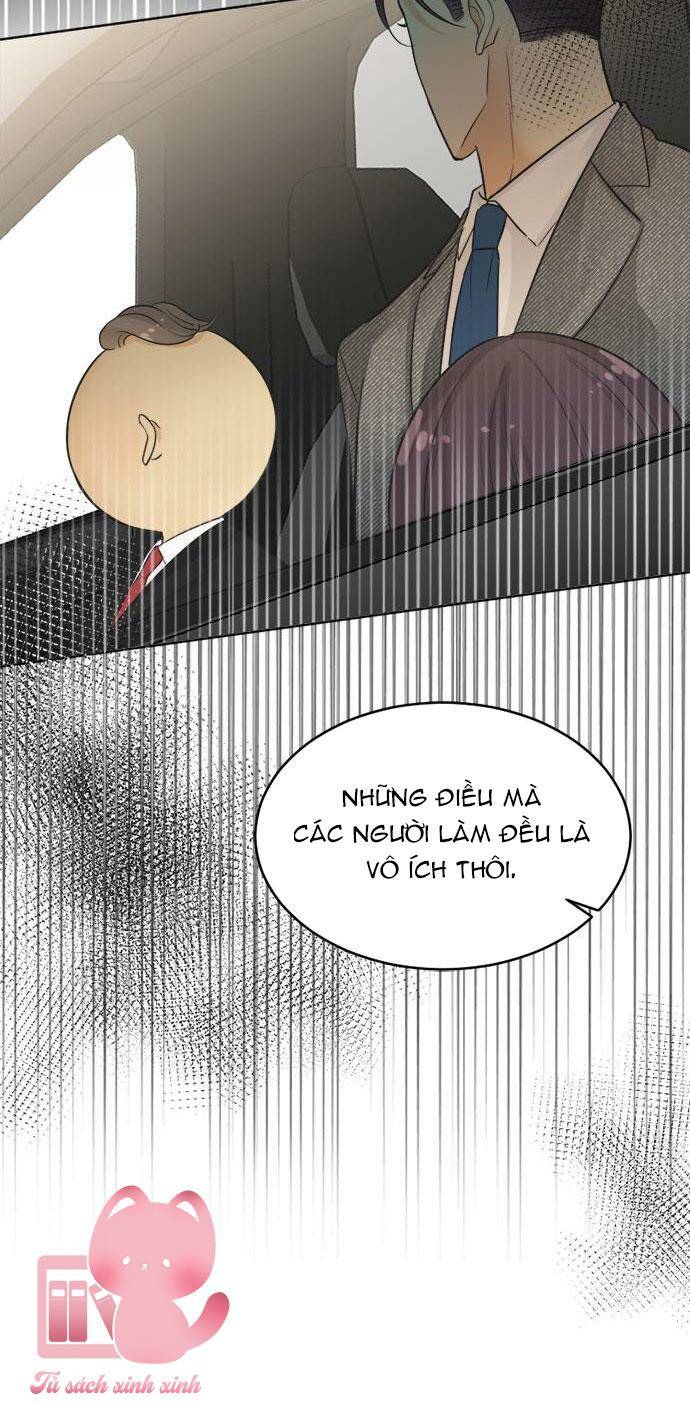 NHỮNG ĐIỀU MÀ
CÁC NGƯỜI LÀM ĐỀU LÀ
VÔ ÍCH THÔI.
Tủ sách xinh xinh